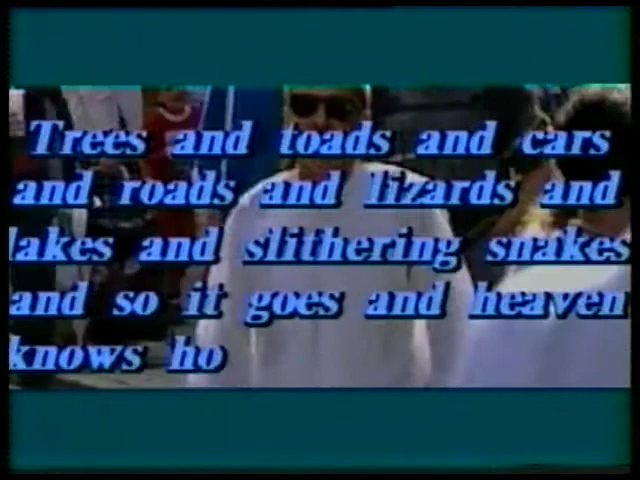 Trees and toads and cars
and roads and lizards and
lakes and slithering snakes
and so it goes and heaven
knows ho